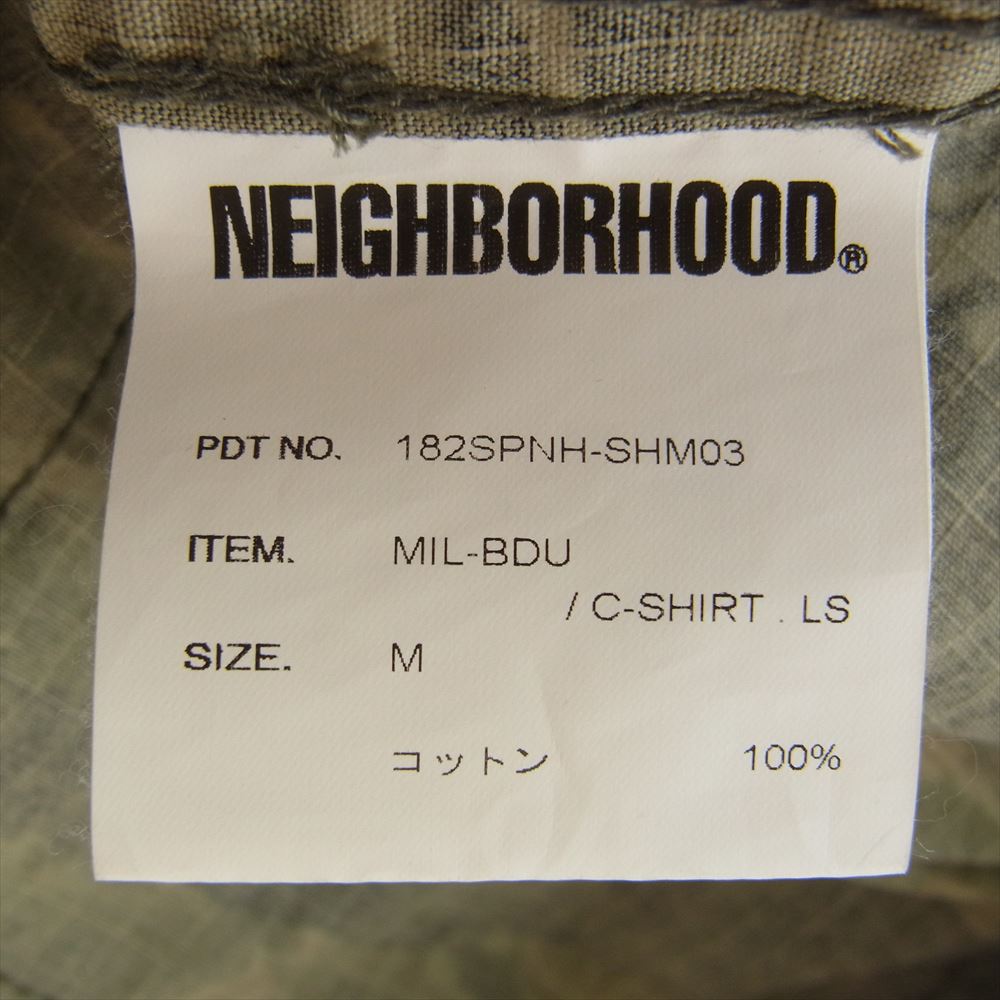 NEIGHBORHOOD®
PDT NO. 182SPNH-SHM03
ITEM. MIL-BDU
/ C-SHIRT . LS
SIZE. M
コットン 100%